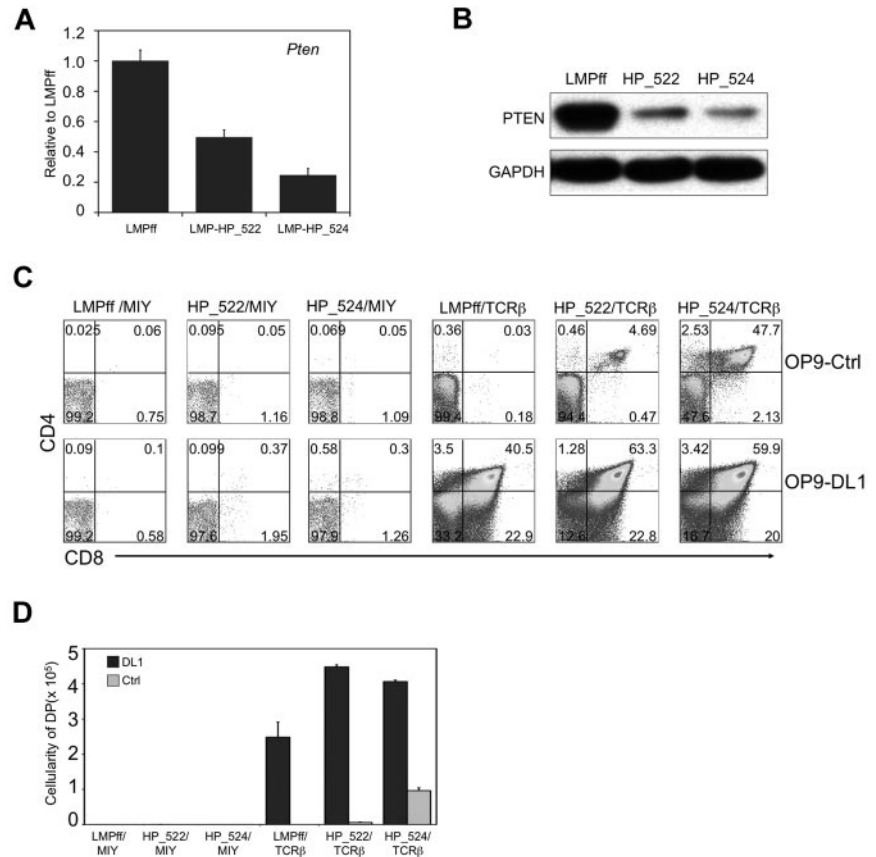 A
Pten
Relative to LMPff
1.2
1.0
0.8
0.6
0.4
0.2
0
LMPff
LMP-HP_522
LMP-HP_524
B
LMPff HP_522 HP_524
PTEN
GAPDH
C
LMPff /MIY HP_522/MIY HP_524/MIY LMPff/TCRβ HP_522/TCRβ HP_524/TCRβ
0.025 0.06 0.095 0.05 0.069 0.05 0.36 0.03 0.46 4.69 2.53 47.7
OP9-Ctrl
99.2 0.75 98.7 1.16 98.8 1.09 99.4 0.18 94.4 0.47 47.6 2.13
CD4
0.09 0.1 0.099 0.37 0.58 0.3 3.5 40.5 1.28 63.3 3.42 59.9
OP9-DL1
99.2 0.58 97.6 1.95 97.9 1.26 33.2 22.9 12.6 22.8 16.7 20
CD8
D
Cellularity of DP(x 10⁵)
5
4
3
2
1
0
DL1
Ctrl
LMPff/ HP_522/ HP_524/ LMPff/ HP_522/ HP_524/
MIY MIY MIY TCRβ TCRβ TCRβ